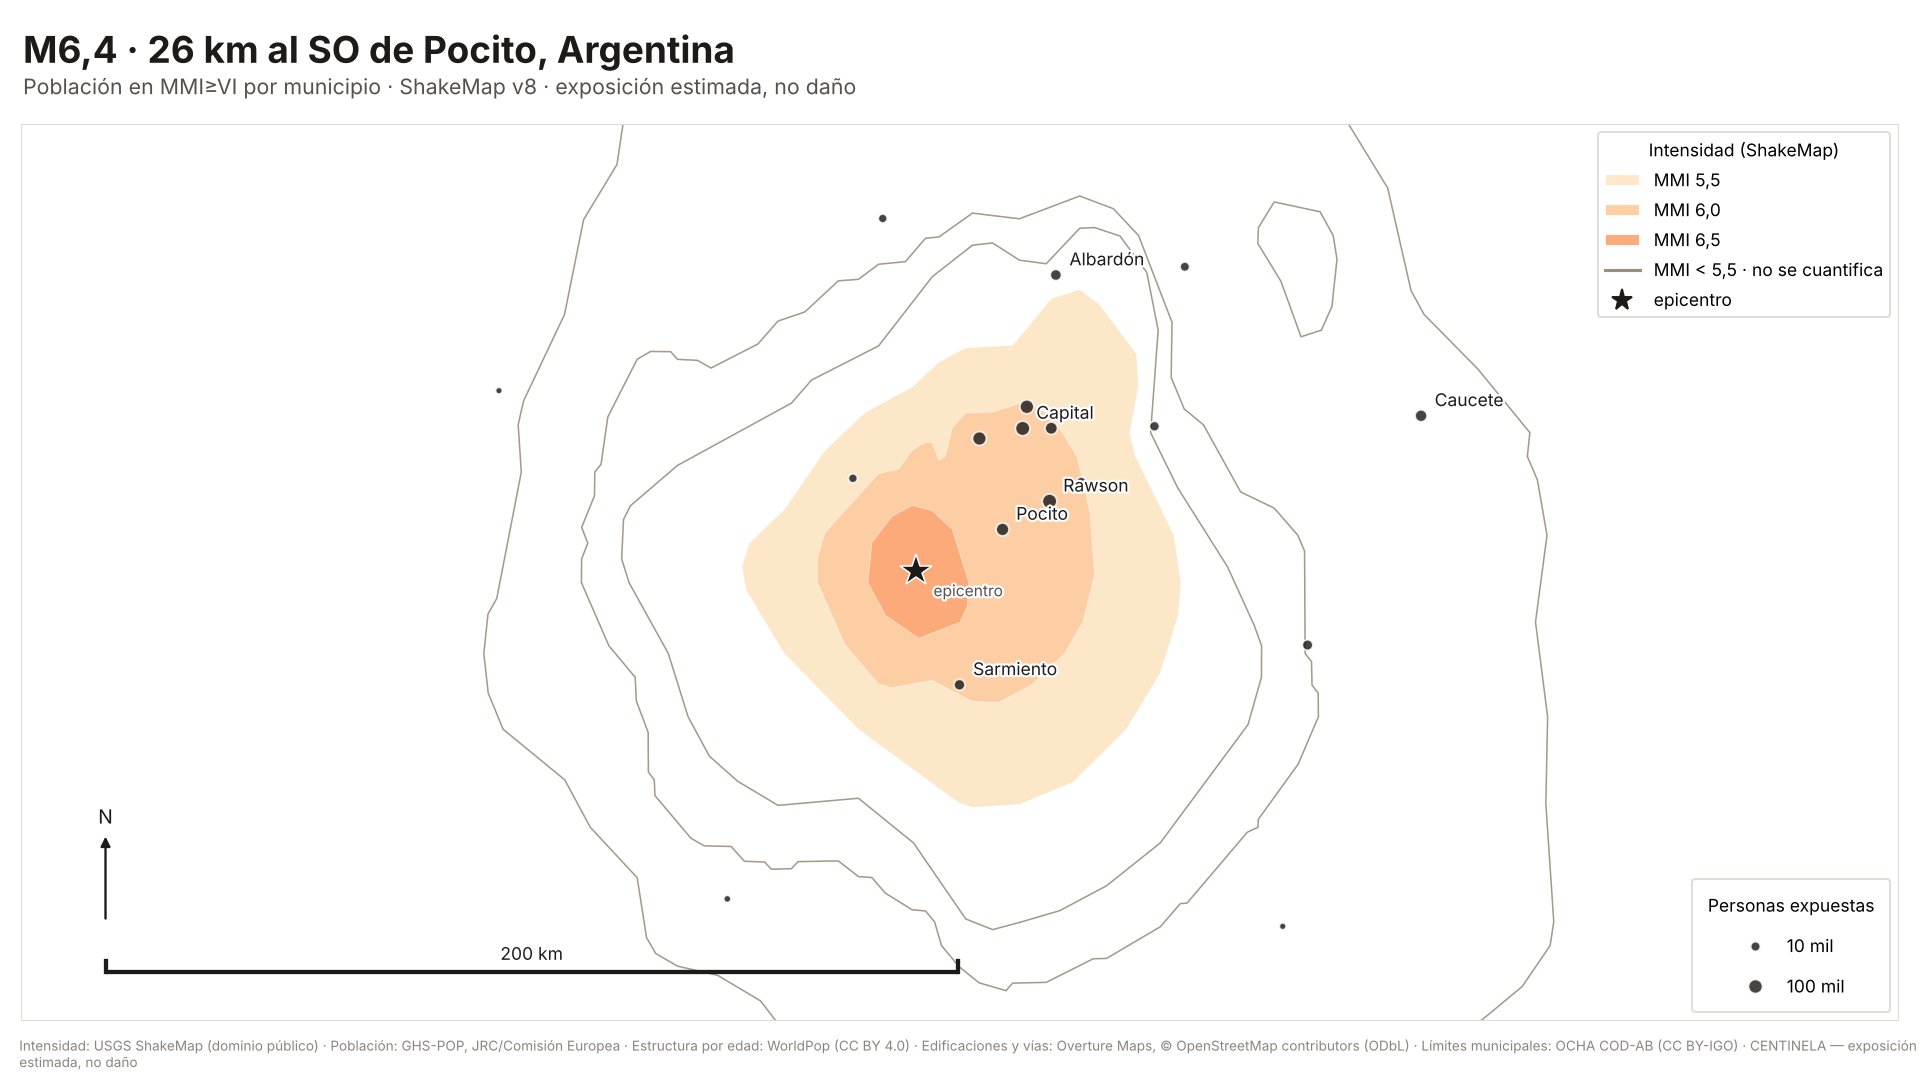 M6,4 · 26 km al SO de Pocito, Argentina
Población en MMI≥VI por municipio · ShakeMap v8 · exposición estimada, no daño
Intensidad (ShakeMap)
MMI 5,5
MMI 6,0
MMI 6,5
MMI < 5,5 · no se cuantifica
epicentro
Albardón
Caucete
Capital
Rawson
Pocito
epicentro
Sarmiento
N
200 km
Personas expuestas
10 mil
100 mil
Intensidad: USGS ShakeMap (dominio público) · Población: GHS-POP, JRC/Comisión Europea · Estructura por edad: WorldPop (CC BY 4.0) · Edificaciones y vías: Overture Maps, © OpenStreetMap contributors (ODbL) · Límites municipales: OCHA COD-AB (CC BY-IGO) · CENTINELA — exposición
estimada, no daño